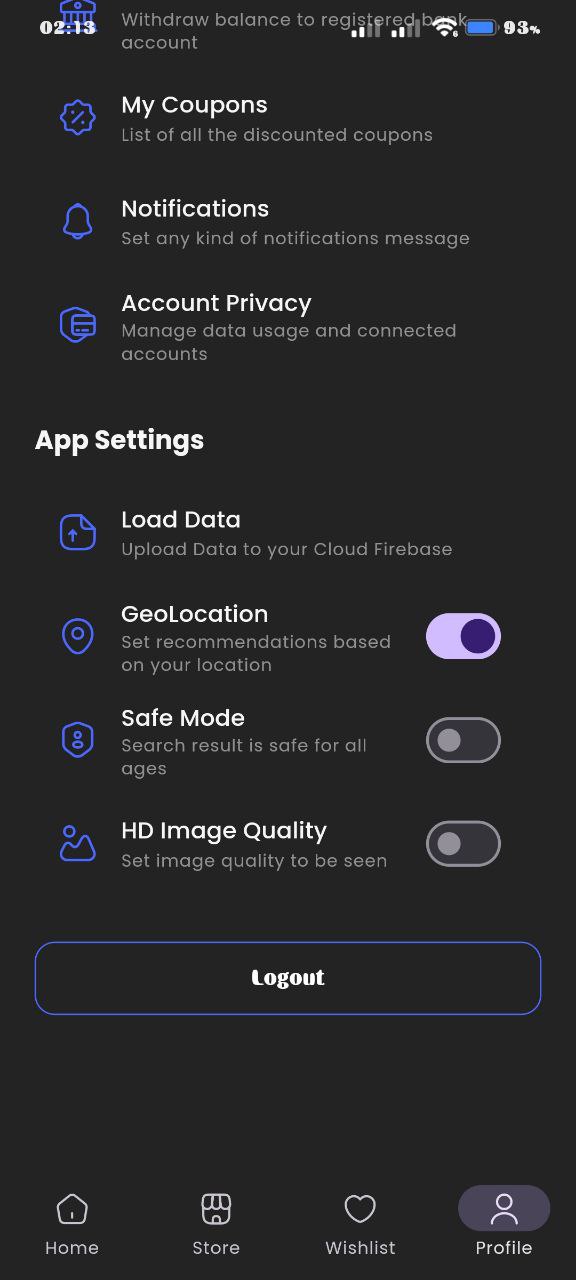 Withdraw balance to registered bank
02:13 93%
account
My Coupons
List of all the discounted coupons
Notifications
Set any kind of notifications message
Account Privacy
Manage data usage and connected
accounts
App Settings
Load Data
Upload Data to your Cloud Firebase
GeoLocation
Set recommendations based
on your location
Safe Mode
Search result is safe for all
ages
HD Image Quality
Set image quality to be seen
Logout
Home Store Wishlist Profile